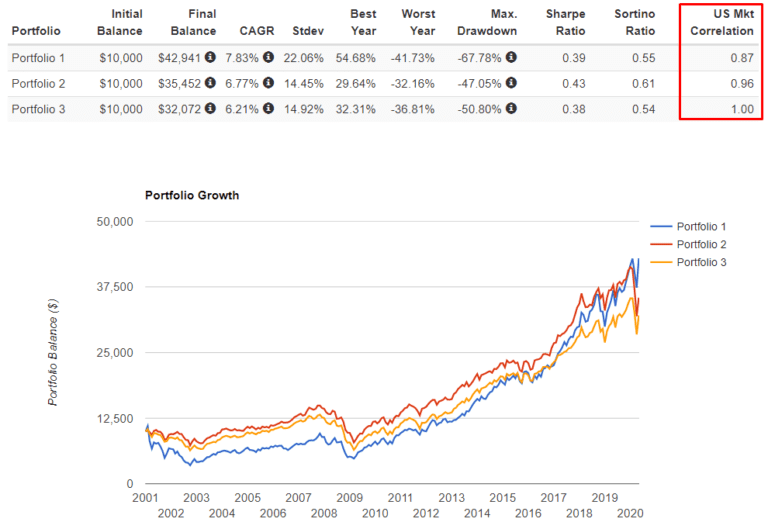 Initial Final Best Worst Max. Sharpe Sortino US Mkt
Portfolio Balance Balance CAGR Stdev Year Year Drawdown Ratio Ratio Correlation
Portfolio 1 $10,000 $42,941 7.83% 22.06% 54.68% -41.73% -67.78% 0.39 0.55 0.87
Portfolio 2 $10,000 $35,452 6.77% 14.45% 29.64% -32.16% -47.05% 0.43 0.61 0.96
Portfolio 3 $10,000 $32,072 6.21% 14.92% 32.31% -36.81% -50.80% 0.38 0.54 1.00
Portfolio Growth
50,000
37,500
25,000
12,500
0
Portfolio Balance ($)
Portfolio 1
Portfolio 2
Portfolio 3
2001 2003 2005 2007 2009 2011 2013 2015 2017 2019
2002 2004 2006 2008 2010 2012 2014 2016 2018 2020